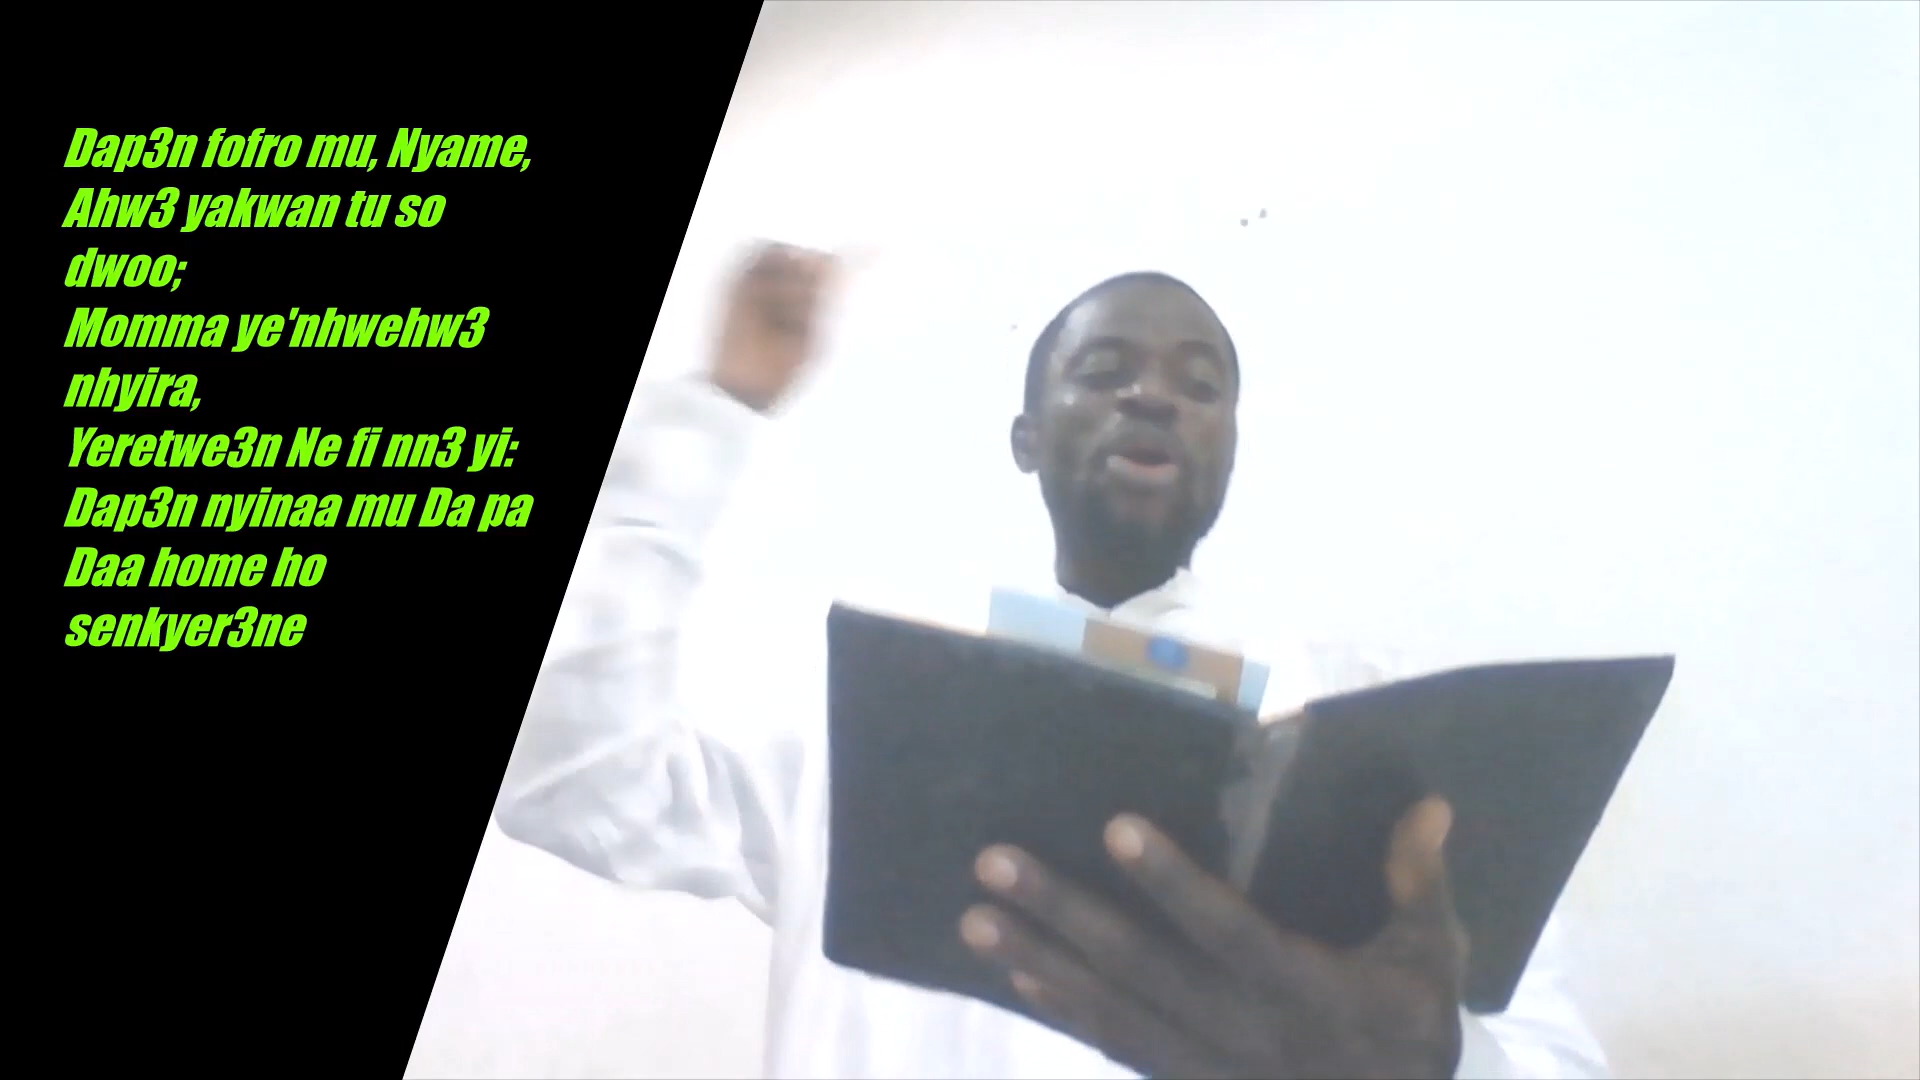 Dap3n fofro mu, Nyame,
Ahw3 yakwan tu so
dwoo;
Momma ye'nhwehw3
nhyira,
Yeretwe3n Ne fi nn3 yi:
Dap3n nyinaa mu Da pa
Daa home ho
senkyer3ne